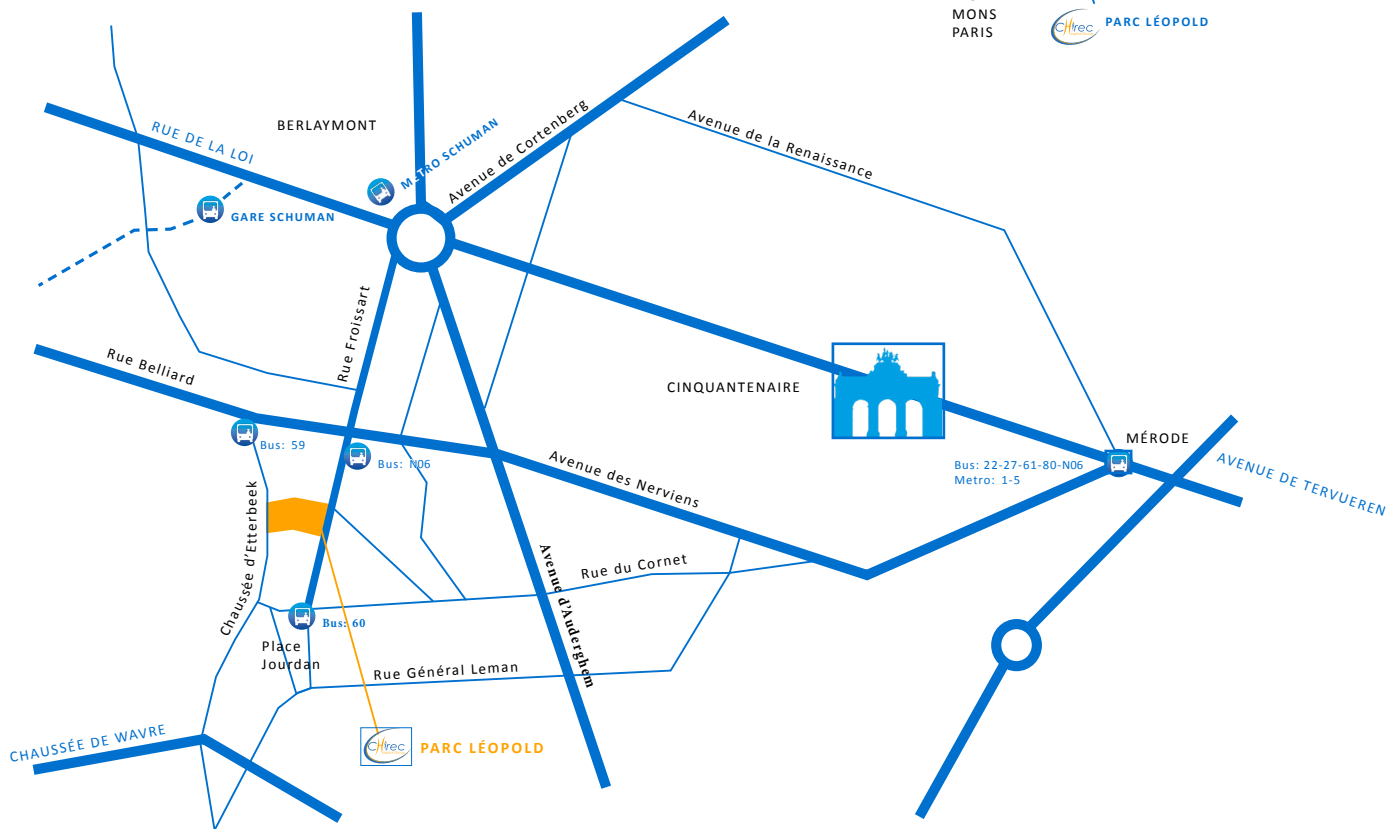 MONS
PARIS
CHirec
PARC LÉOPOLD
BERLAYMONT
RUE DE LA LOI
METRO SCHUMAN
Avenue de Cortenberg
Avenue de la Renaissance
GARE SCHUMAN
Rue Froissart
Rue Belliard
CINQUANTENAIRE
MÉRODE
Bus: 59
Bus: N06
Bus: 22-27-61-80-N06
Metro: 1-5
AVENUE DE TERVUEREN
Avenue des Nerviens
Chaussée d'Etterbeek
Avenue d'Auderghem
Rue du Cornet
Bus: 60
Place
Jourdan
Rue Général Leman
CHAUSSÉE DE WAVRE
CHirec
PARC LÉOPOLD